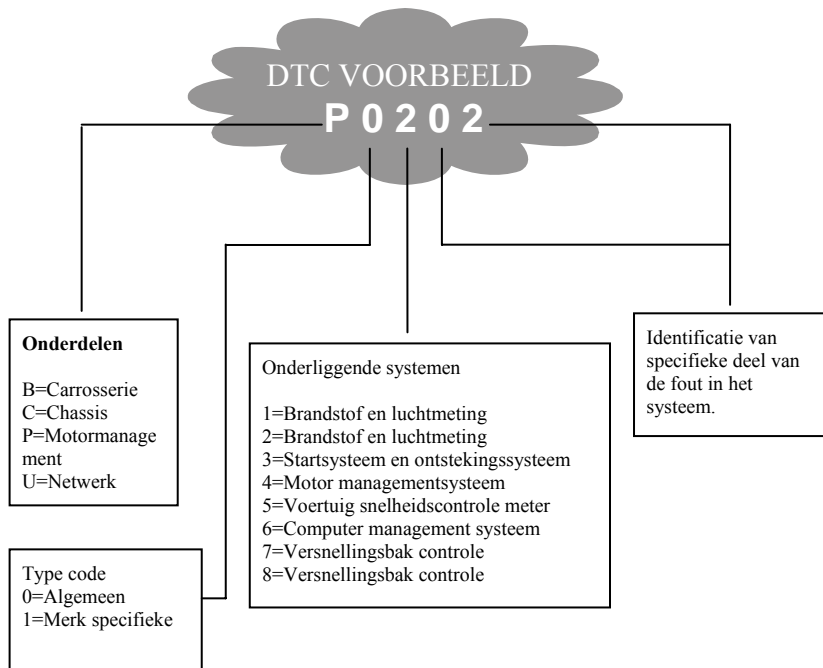 DTC VOORBEELD
P 0 2 0 2
Onderdelen
B=Carrosserie
C=Chassis
P=Motormanage
ment
U=Netwerk
Type code
0=Algemeen
1=Merk specifieke
Onderliggende systemen
1=Brandstof en luchtmeting
2=Brandstof en luchtmeting
3=Startsysteem en ontstekingssysteem
4=Motor managementsysteem
5=Voertuig snelheidscontrole meter
6=Computer management systeem
7=Versnellingsbak controle
8=Versnellingsbak controle
Identificatie van
specifieke deel van
de fout in het
systeem.